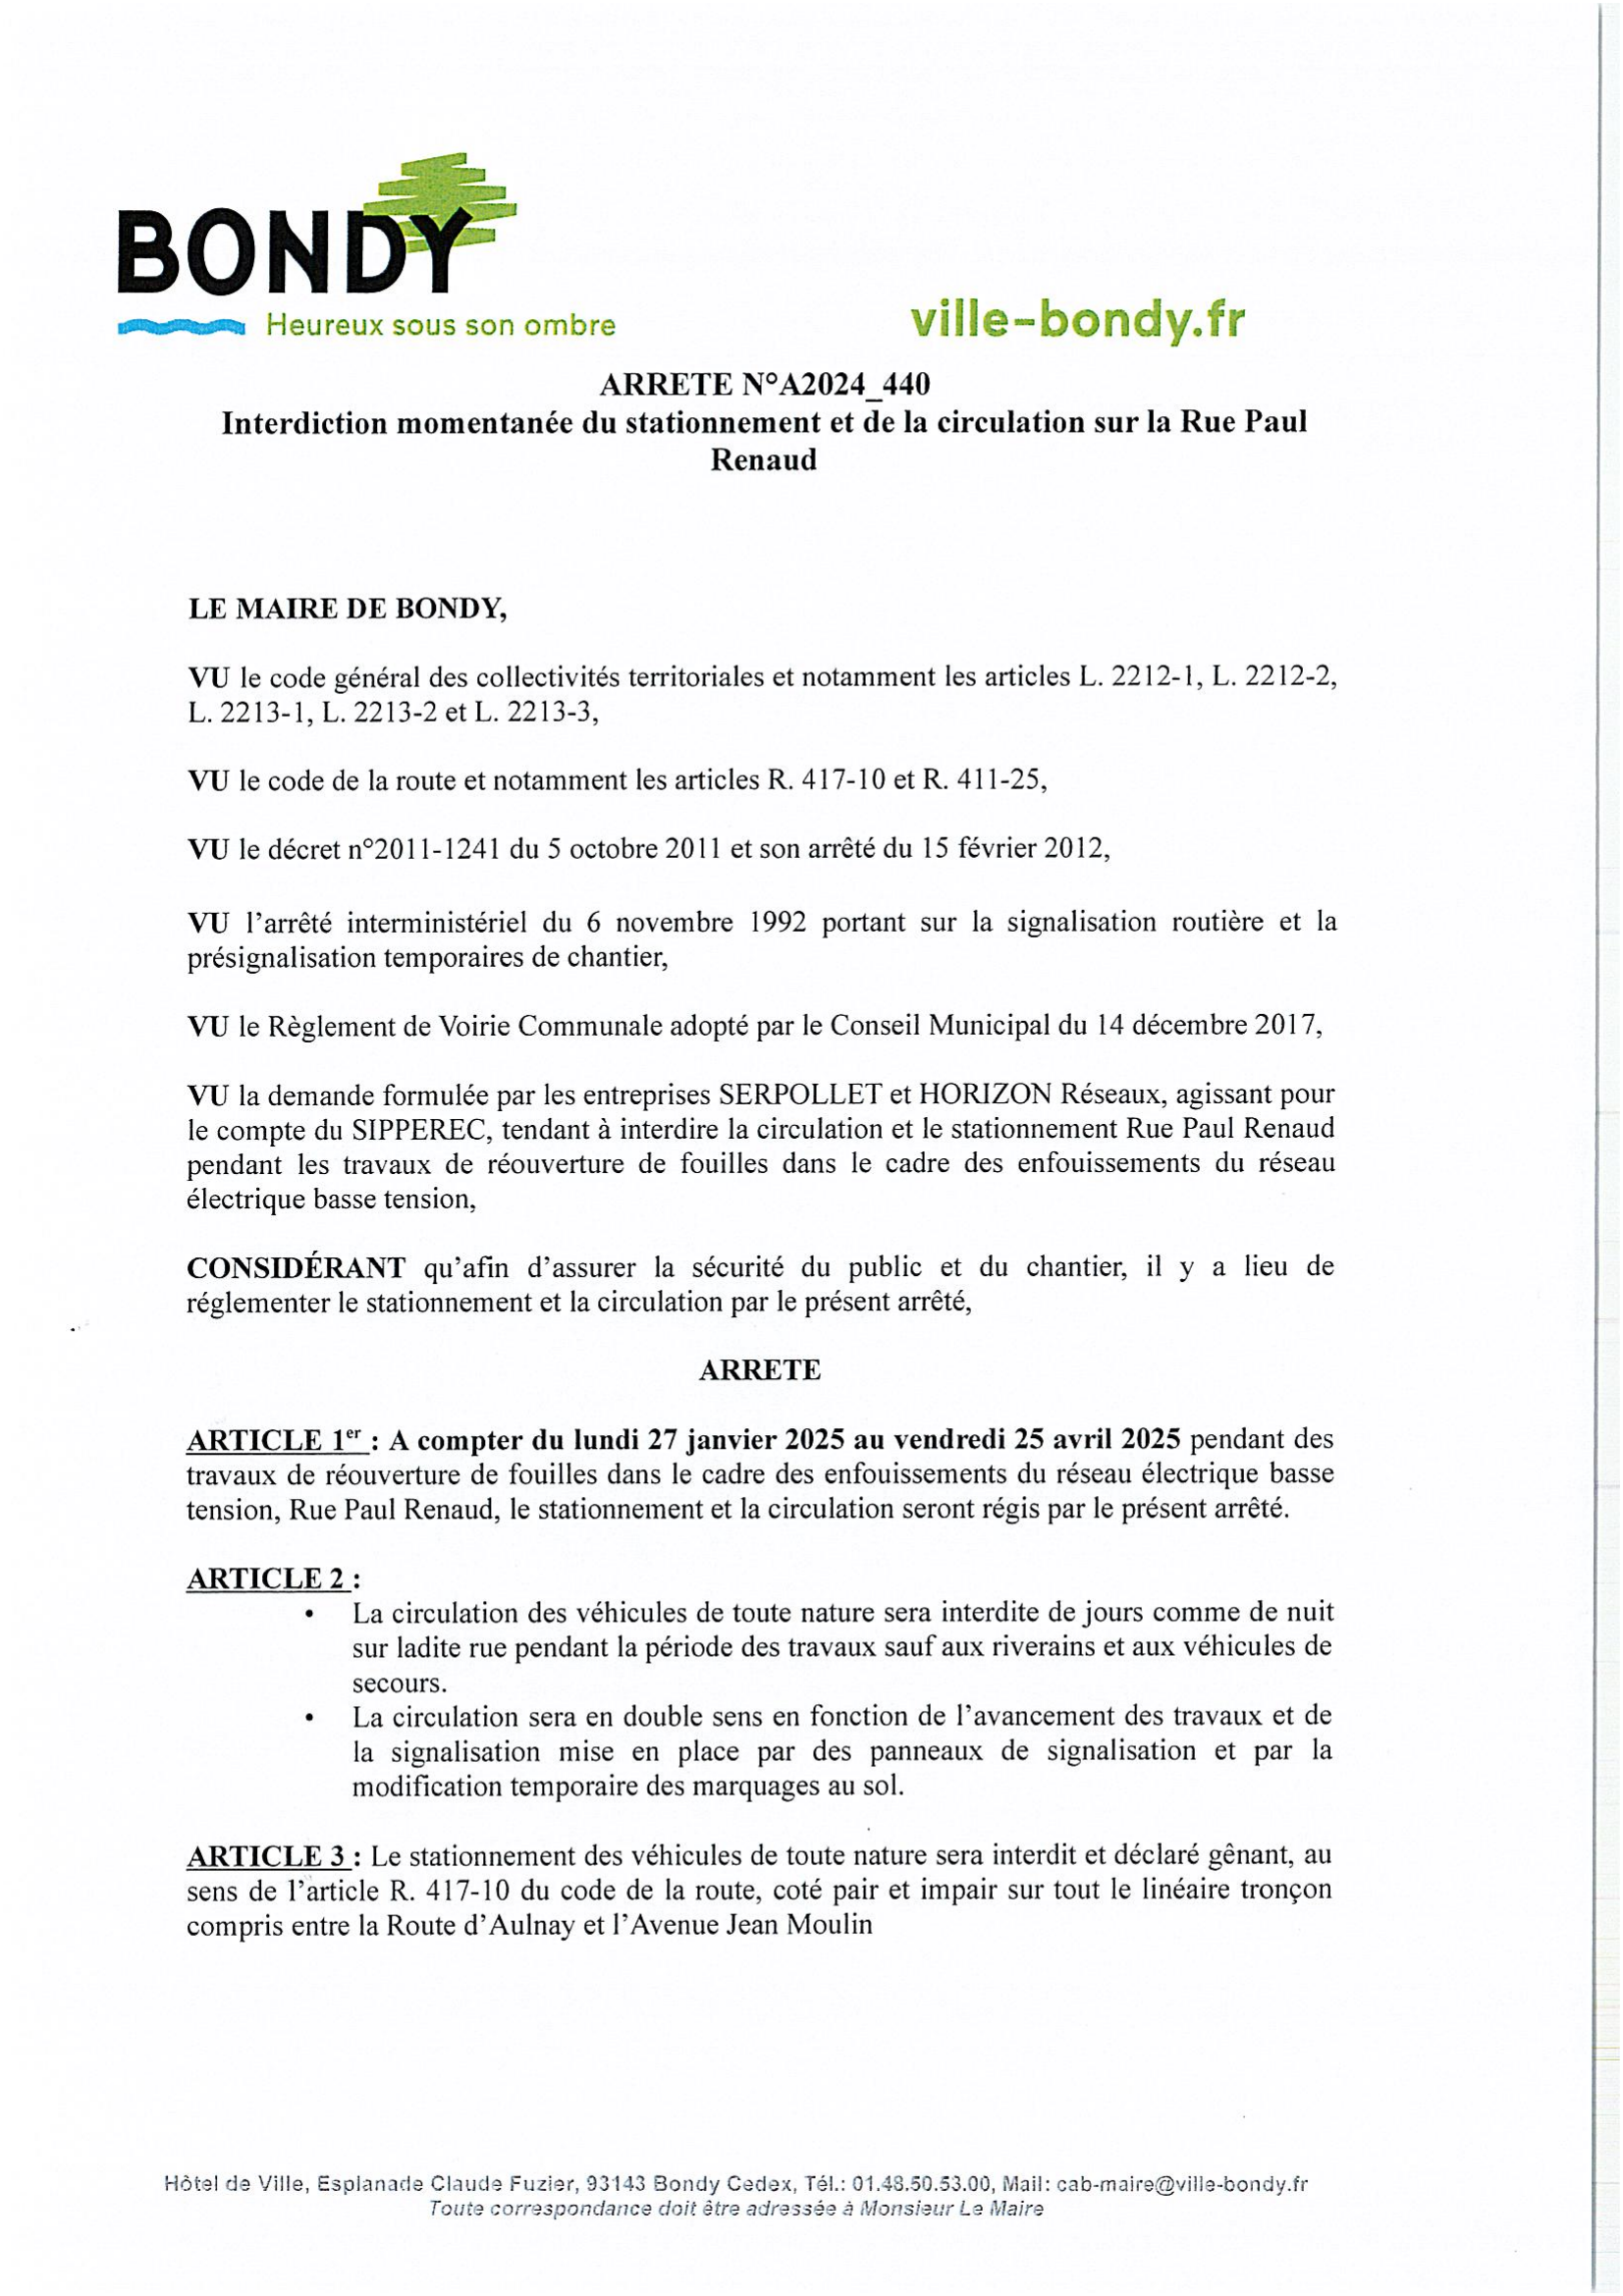 BONDY
Heureux sous son ombre
ville-bondy.fr
ARRETE N°A2024_440
Interdiction momentanée du stationnement et de la circulation sur la Rue Paul
Renaud
LE MAIRE DE BONDY,
VU le code général des collectivités territoriales et notamment les articles L. 2212-1, L. 2212-2,
L. 2213-1, L. 2213-2 et L. 2213-3,
VU le code de la route et notamment les articles R. 417-10 et R. 411-25,
VU le décret n°2011-1241 du 5 octobre 2011 et son arrêté du 15 février 2012,
VU l'arrêté interministériel du 6 novembre 1992 portant sur la signalisation routière et la
présignalisation temporaires de chantier,
VU le Règlement de Voirie Communale adopté par le Conseil Municipal du 14 décembre 2017,
VU la demande formulée par les entreprises SERPOLLET et HORIZON Réseaux, agissant pour
le compte du SIPPEREC, tendant à interdire la circulation et le stationnement Rue Paul Renaud
pendant les travaux de réouverture de fouilles dans le cadre des enfouissements du réseau
électrique basse tension,
CONSIDÉRANT qu'afin d'assurer la sécurité du public et du chantier, il y a lieu de
réglementer le stationnement et la circulation par le présent arrêté,
ARRETE
ARTICLE 1er : A compter du lundi 27 janvier 2025 au vendredi 25 avril 2025 pendant des
travaux de réouverture de fouilles dans le cadre des enfouissements du réseau électrique basse
tension, Rue Paul Renaud, le stationnement et la circulation seront régis par le présent arrêté.
ARTICLE 2 :
• La circulation des véhicules de toute nature sera interdite de jours comme de nuit
sur ladite rue pendant la période des travaux sauf aux riverains et aux véhicules de
secours.
• La circulation sera en double sens en fonction de l'avancement des travaux et de
la signalisation mise en place par des panneaux de signalisation et par la
modification temporaire des marquages au sol.
ARTICLE 3 : Le stationnement des véhicules de toute nature sera interdit et déclaré gênant, au
sens de l'article R. 417-10 du code de la route, coté pair et impair sur tout le linéaire tronçon
compris entre la Route d'Aulnay et l'Avenue Jean Moulin
Hôtel de Ville, Esplanade Claude Fuzier, 93143 Bondy Cedex, Tél.: 01.48.50.53.00, Mail: cab-maire@ville-bondy.fr
Toute correspondance doit être adressée à Monsieur Le Maire